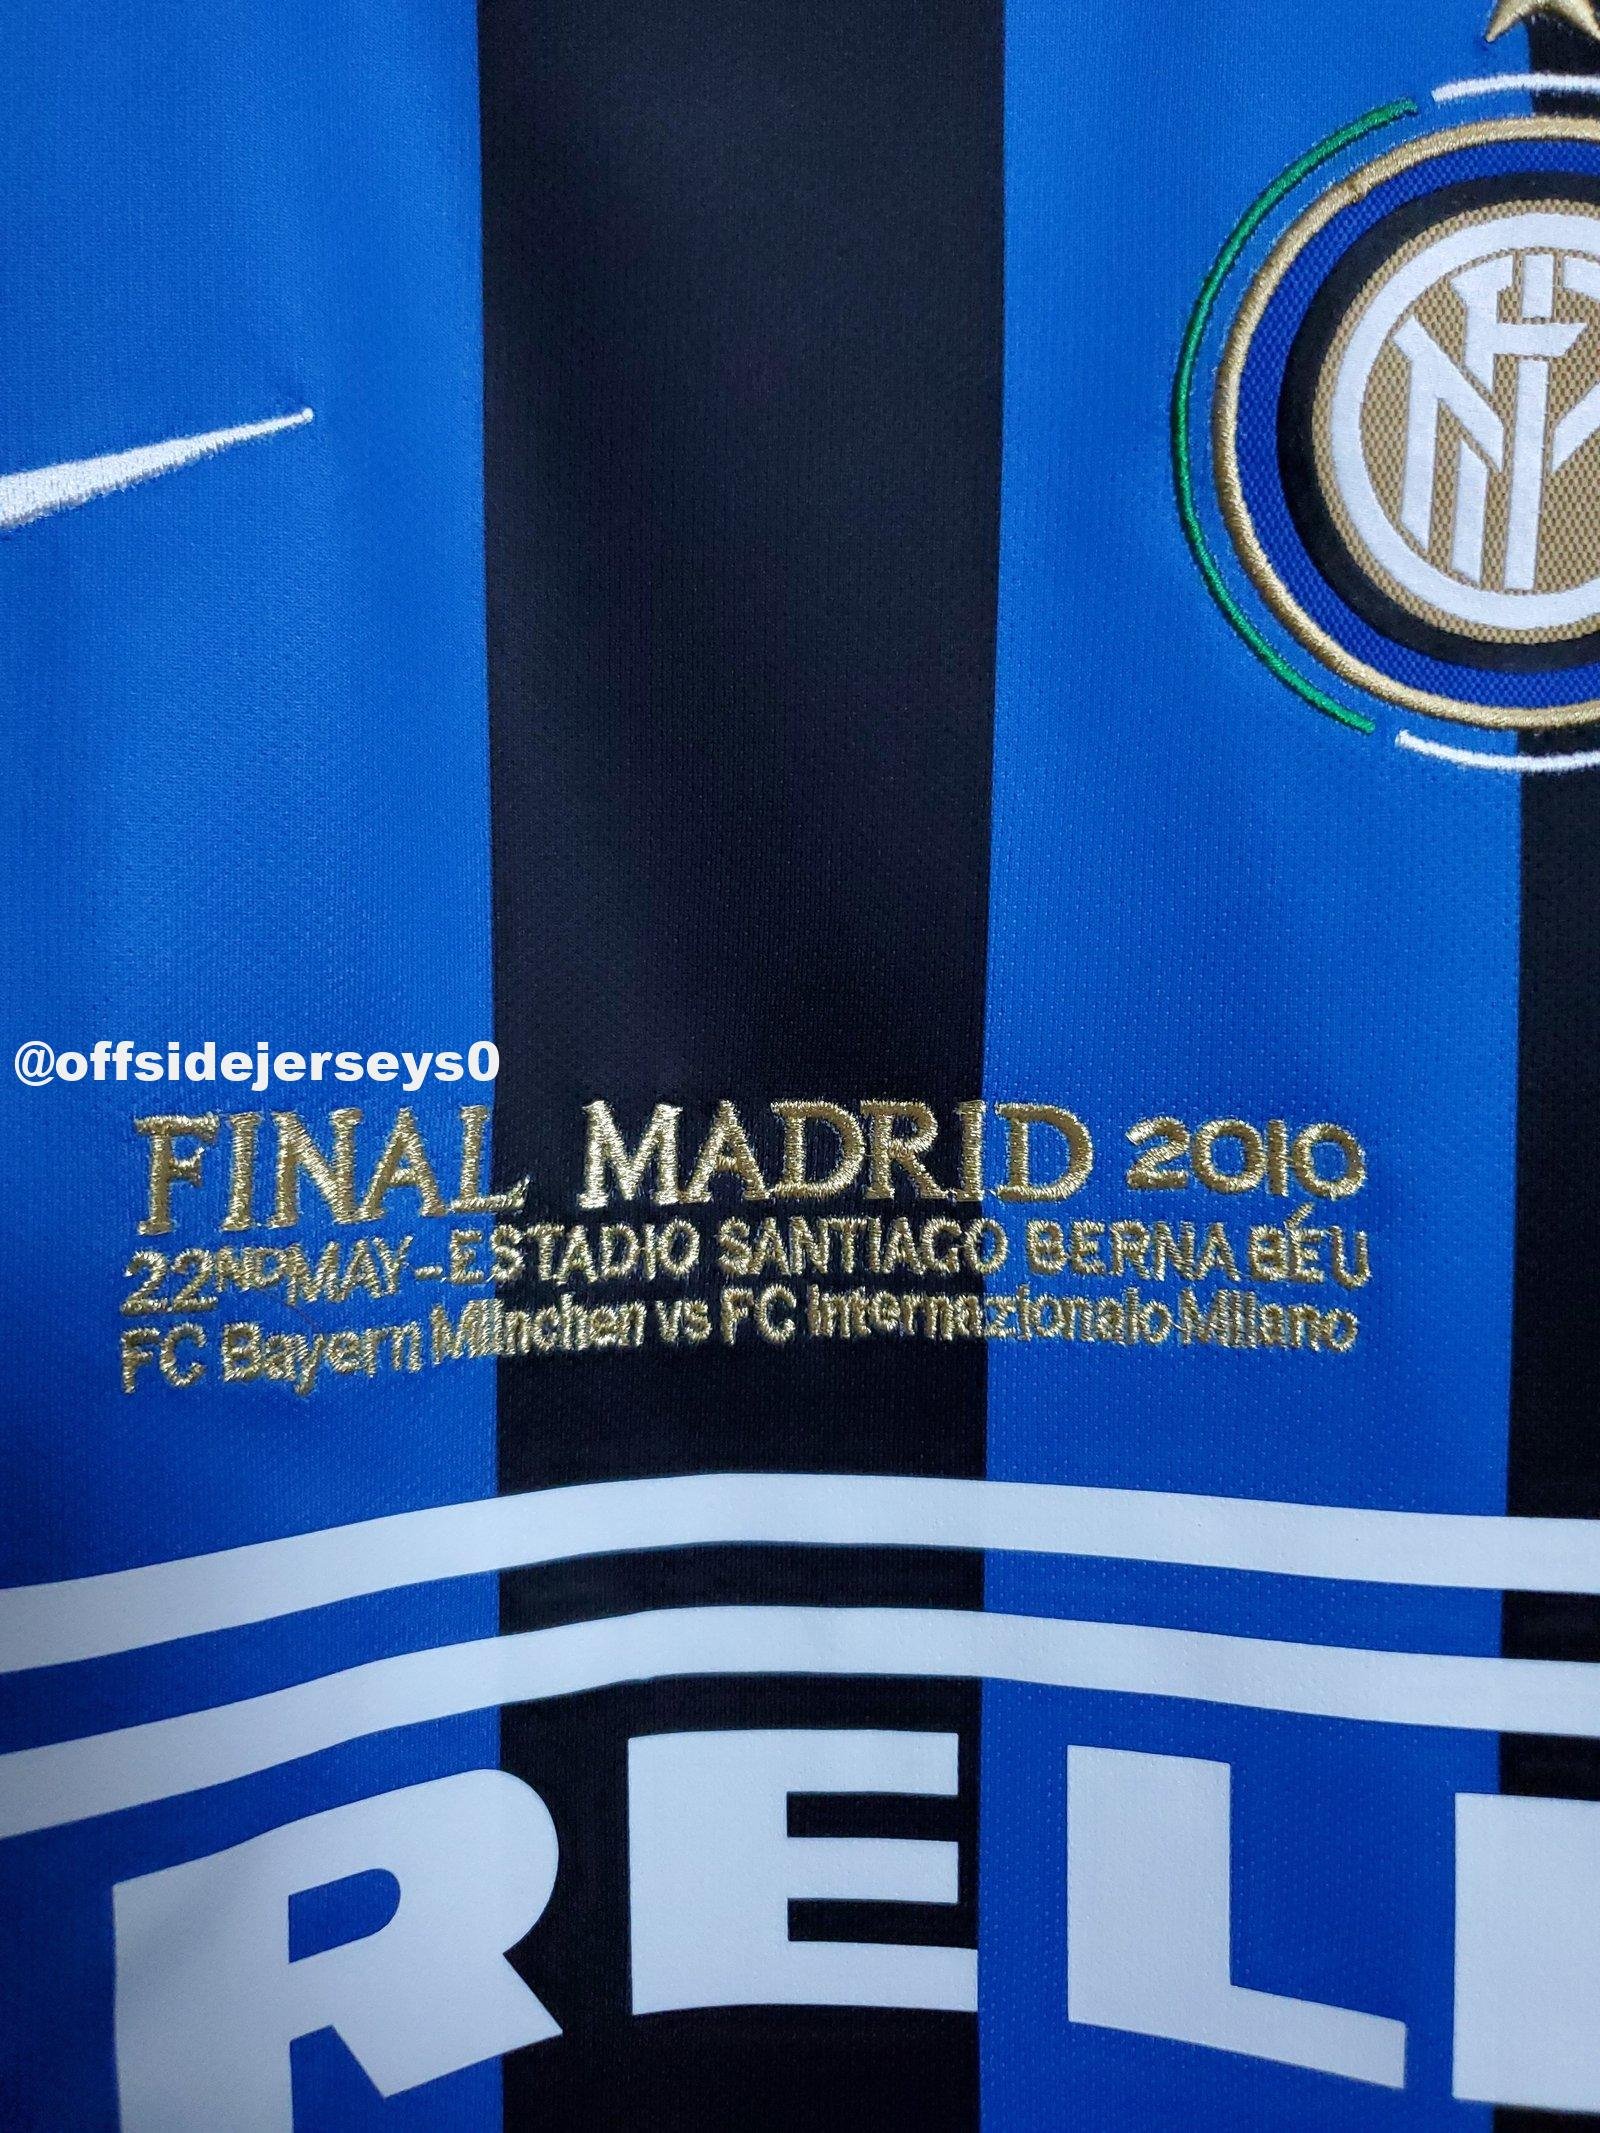 @offsidejerseys0
FINAL MADRID 2010
22ND MAY-ESTADIO SANTIAGO BERNABÉU
FC Bayern München vs FC Internazionale Milano
REL